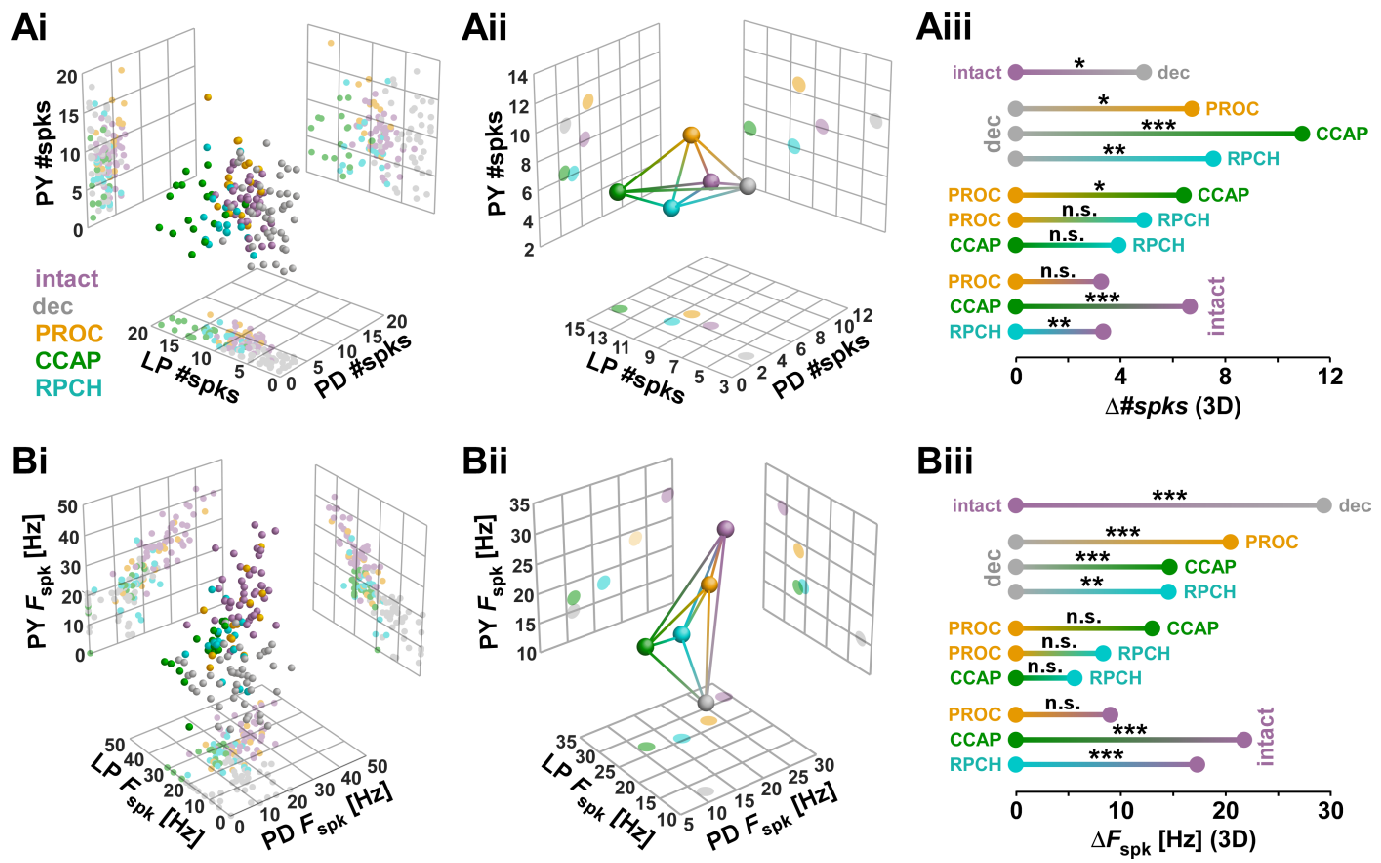 Ai
PY #spks
20
15
10
5
0
20
15
10
5
0
LP #spks
0
5
10
15
20
PD #spks
intact
dec
PROC
CCAP
RPCH
Aii
PY #spks
14
12
10
8
6
4
2
15
13
11
9
7
5
3
LP #spks
0
2
4
6
8
10
12
PD #spks
Aiii
intact * dec
dec
* PROC
*** CCAP
** RPCH
PROC * CCAP
PROC n.s. RPCH
CCAP n.s. RPCH
PROC n.s.
CCAP ***
RPCH **
intact
0 4 8 12
Δ#spks (3D)
Bi
PY Fspk [Hz]
50
40
30
20
10
0
50
40
30
20
10
0
LP Fspk [Hz]
0
10
20
30
40
50
PD Fspk [Hz]
Bii
PY Fspk [Hz]
35
30
25
20
15
10
35
30
25
20
15
10
LP Fspk [Hz]
5
10
15
20
25
30
PD Fspk [Hz]
Biii
intact *** dec
dec
*** PROC
*** CCAP
** RPCH
PROC n.s. CCAP
PROC n.s. RPCH
CCAP n.s. RPCH
PROC n.s.
CCAP ***
RPCH ***
intact
0 10 20 30
ΔFspk [Hz] (3D)